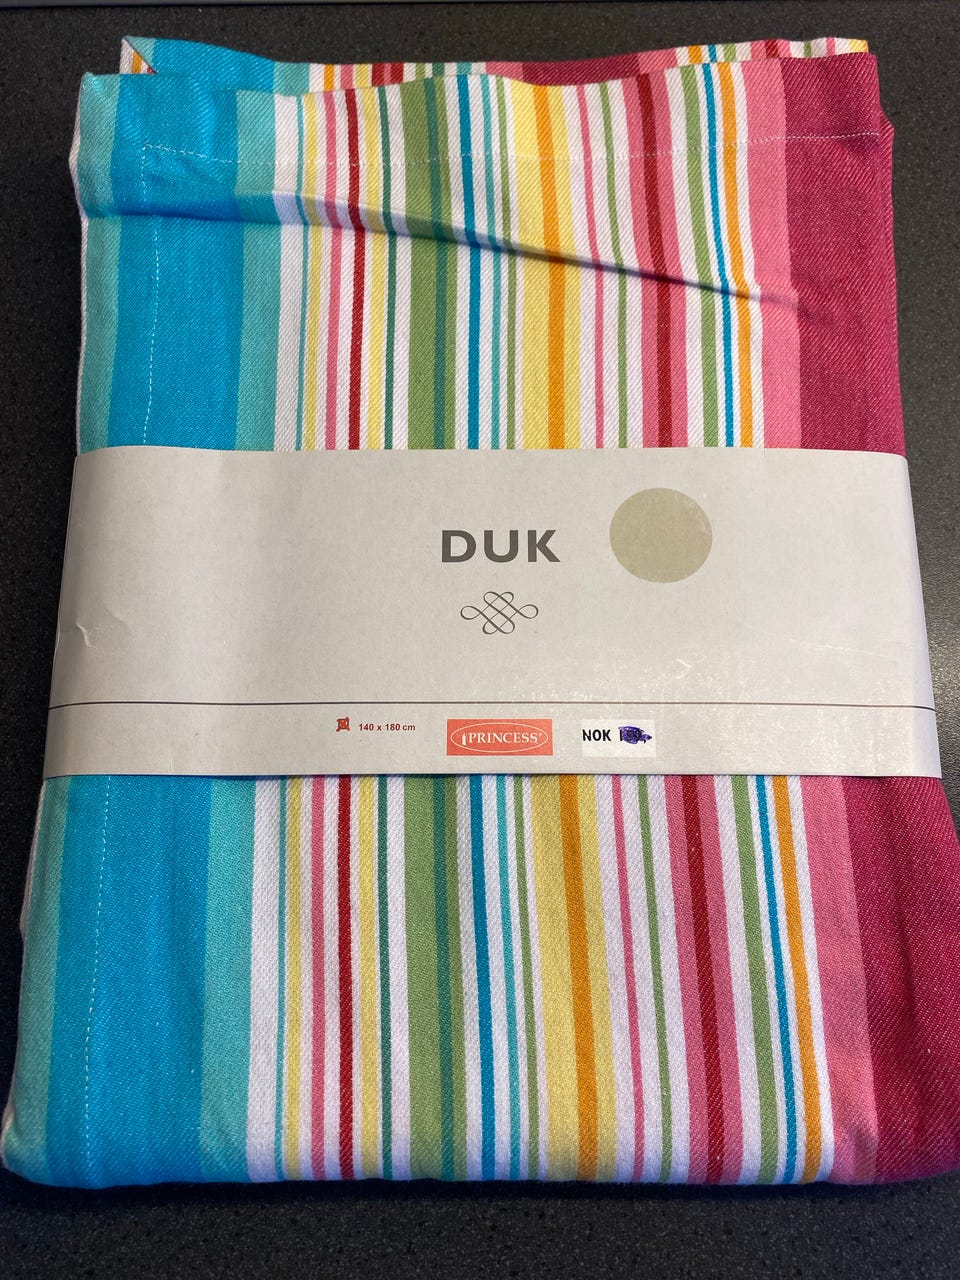 DUK
140 x 180 cm
PRINCESS®
NOK